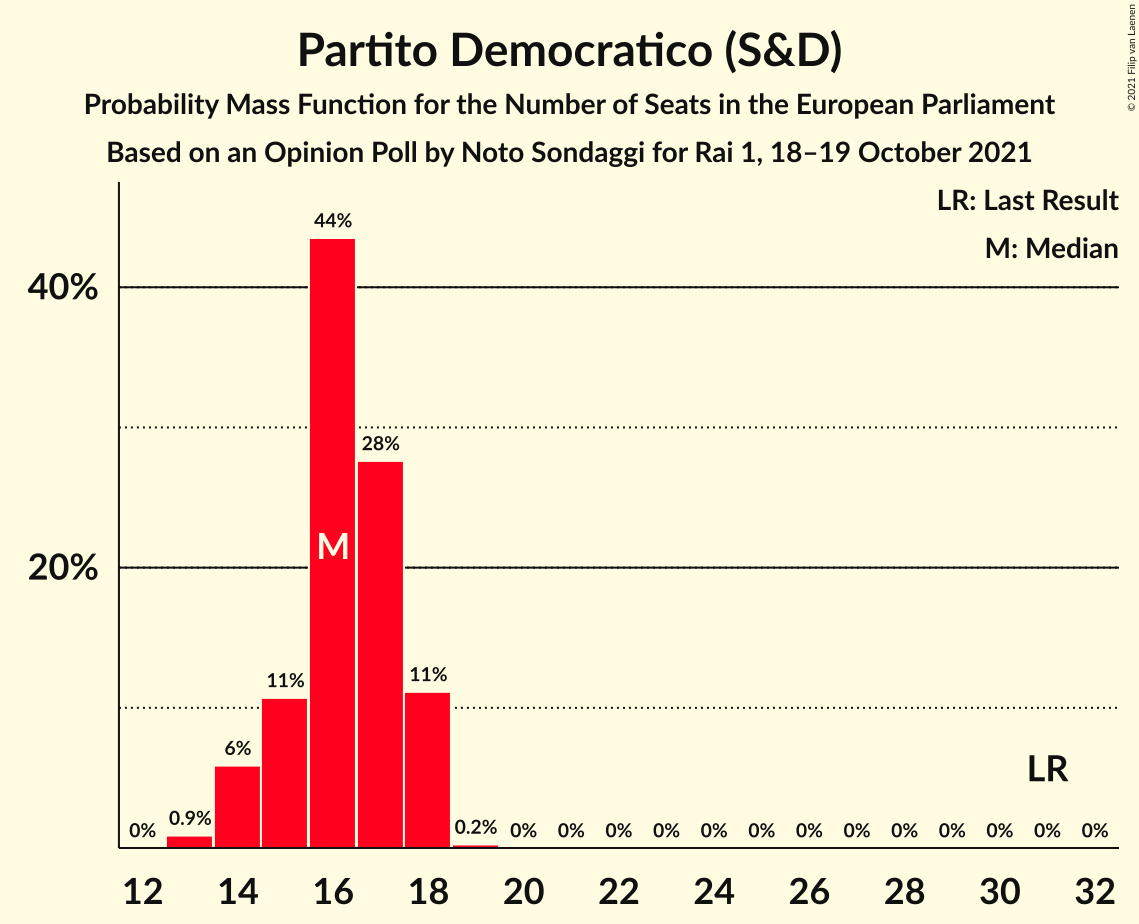 Partito Democratico (S&D)
Probability Mass Function for the Number of Seats in the European Parliament
Based on an Opinion Poll by Noto Sondaggi for Rai 1, 18–19 October 2021
© 2021 Filip van Laenen
LR: Last Result
M: Median
40%
20%
0% 0.9% 6% 11% 44% 28% 11% 0.2% 0% 0% 0% 0% 0% 0% 0% 0% 0% 0% 0% 0% 0%
M
LR
12 14 16 18 20 22 24 26 28 30 32